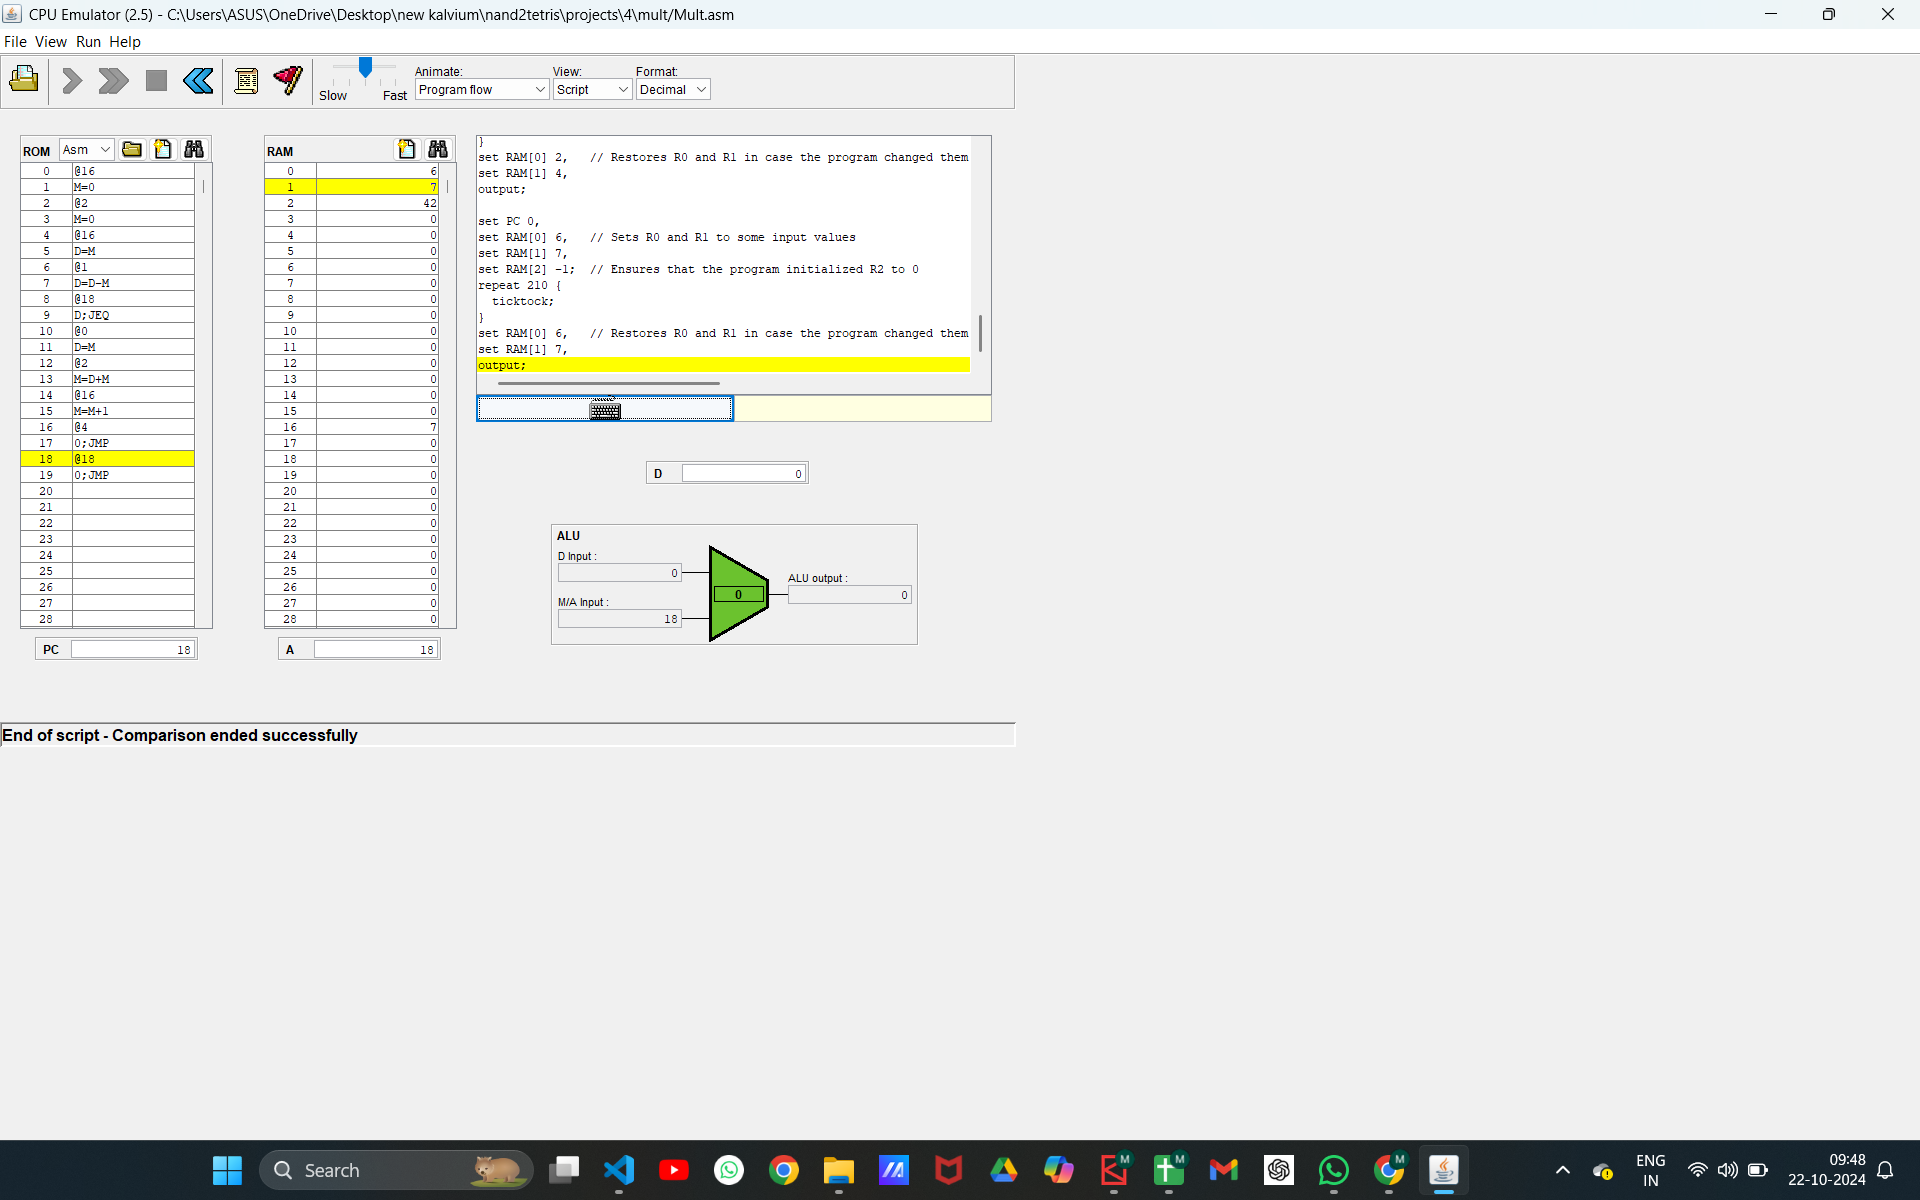 CPU Emulator (2.5) - C:\Users\ASUS\OneDrive\Desktop\new kalvium\nand2tetris\projects\4\mult/Mult.asm
File View Run Help
Slow
Fast
Animate:
Program flow
View:
Script
Format:
Decimal
ROM
Asm
0 @16
1 M=0
2 @2
3 M=0
4 @16
5 D=M
6 @1
7 D=D-M
8 @18
9 D;JEQ
10 @0
11 D=M
12 @2
13 M=D+M
14 @16
15 M=M+1
16 @4
17 0;JMP
18 @18
19 0;JMP
20
21
22
23
24
25
26
27
28
PC 18
RAM
0 6
1 7
2 42
3 0
4 0
5 0
6 0
7 0
8 0
9 0
10 0
11 0
12 0
13 0
14 0
15 0
16 7
17 0
18 0
19 0
20 0
21 0
22 0
23 0
24 0
25 0
26 0
27 0
28 0
A 18
}
set RAM[0] 2,   // Restores R0 and R1 in case the program changed them
set RAM[1] 4,
output;
set PC 0,
set RAM[0] 6,   // Sets R0 and R1 to some input values
set RAM[1] 7,
set RAM[2] -1;  // Ensures that the program initialized R2 to 0
repeat 210 {
  ticktock;
}
set RAM[0] 6,   // Restores R0 and R1 in case the program changed them
set RAM[1] 7,
output;
D 0
ALU
D Input :
0
M/A Input :
18
0
ALU output :
0
End of script - Comparison ended successfully
Search
M
M
M
ENG
IN
09:48
22-10-2024